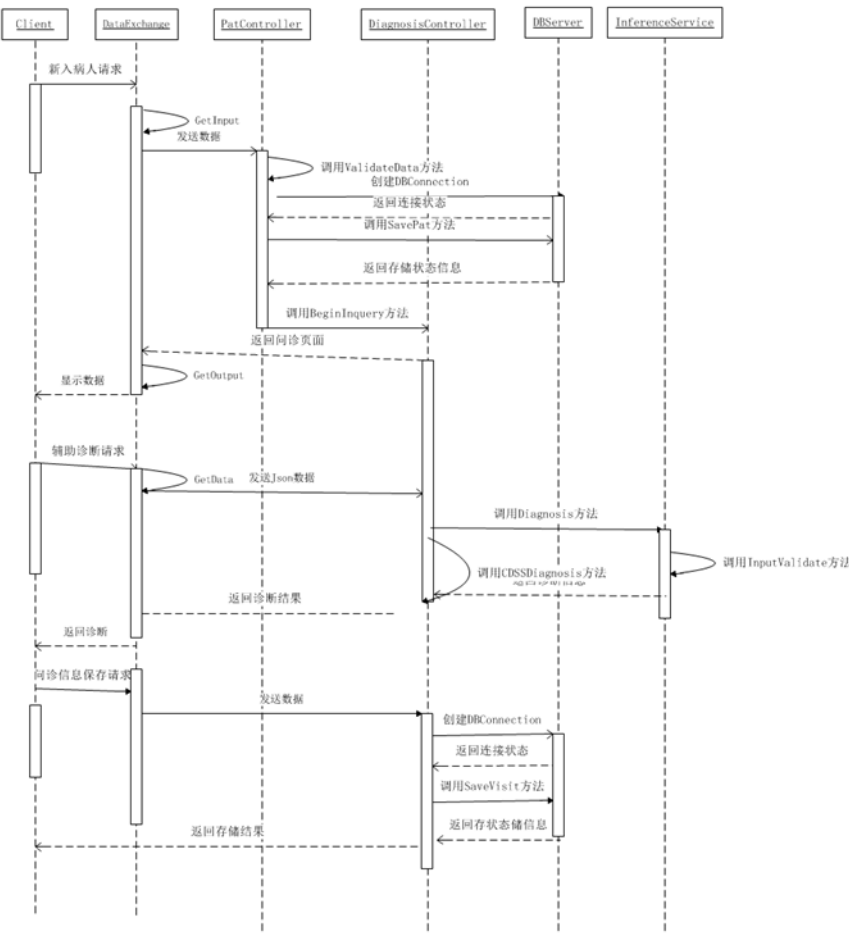 Client
DataExchange
PatController
DiagnosisController
DBServer
InferenceService
新入病人请求
GetInput
发送数据
调用ValidateData方法
创建DBConnection
返回连接状态
调用SavePat方法
返回存储状态信息
调用BeginInquery方法
返回问诊页面
GetOutput
显示数据
辅助诊断请求
GetData
发送Json数据
调用Diagnosis方法
调用InputValidate方法
调用CDSSDiagnosis方法
返回诊断结果
返回诊断
问诊信息保存请求
发送数据
创建DBConnection
返回连接状态
调用SaveVisit方法
返回存状态储信息
返回存储结果